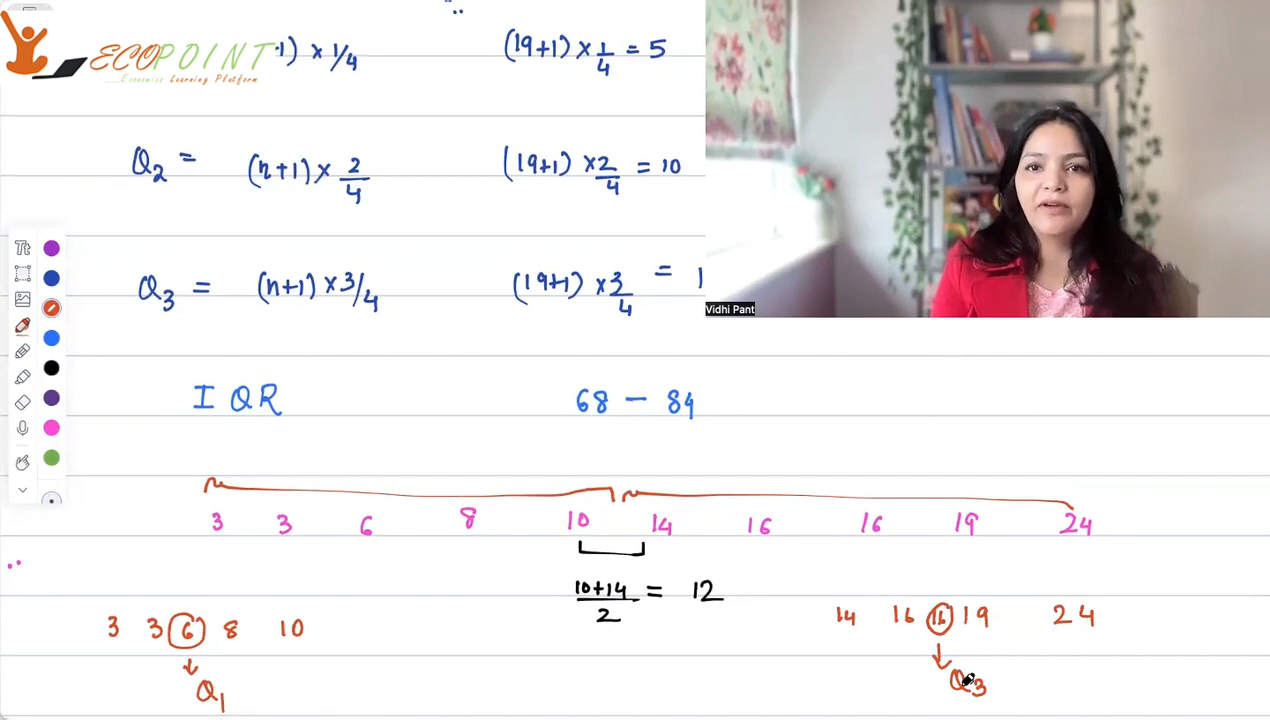 ECOPOINT
.....Economics Learning Platform
1) × 1/4
(19+1) × 1/4 = 5
Q2 = (n+1) × 2/4
(19+1) × 2/4 = 10
Q3 = (n+1) × 3/4
(19+1) × 3/4 = 1
Vidhi Pant
Tt
IQR
68 – 84
3 3 6 8 10 14 16 16 19 24
10+14/2 = 12
3 3 6 8 10
14 16 16 19 24
Q1
Q3